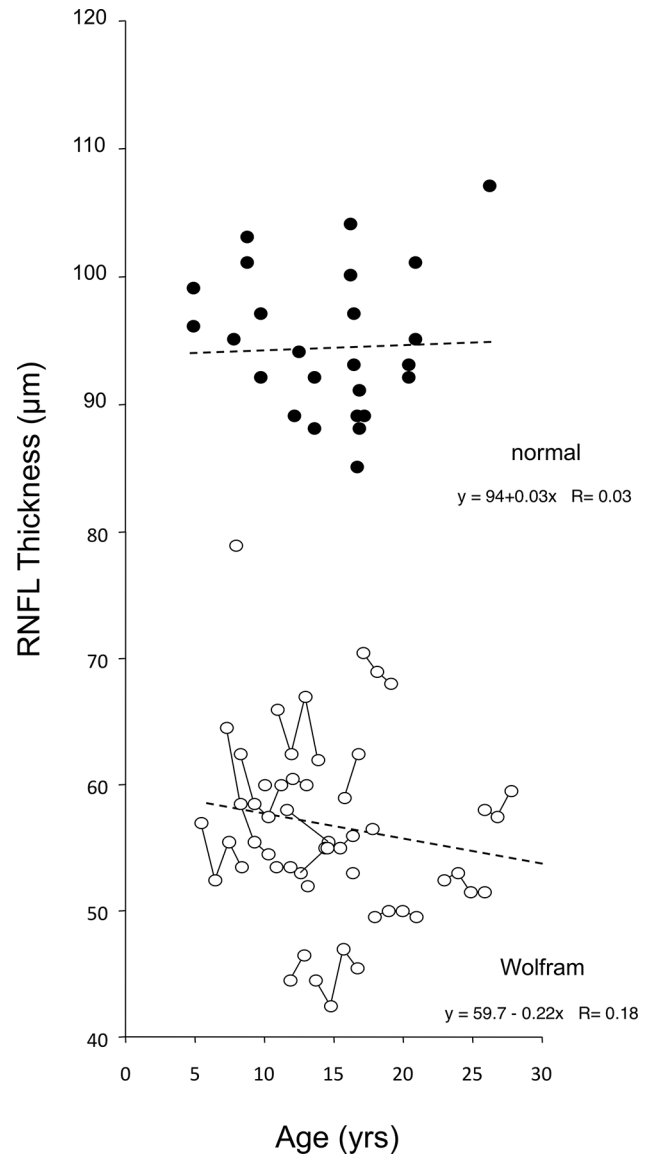 120
110
100
90
80
70
60
50
40
RNFL Thickness (μm)
normal
y = 94+0.03x R= 0.03
Wolfram
y = 59.7 - 0.22x R= 0.18
0 5 10 15 20 25 30
Age (yrs)